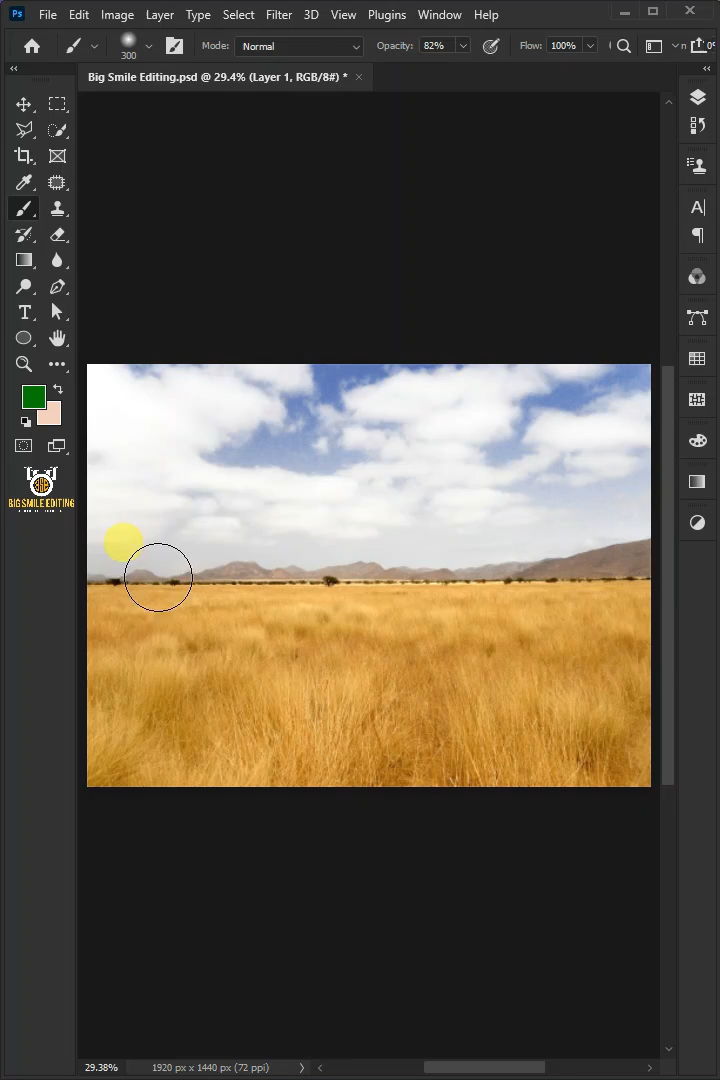 Ps File Edit Image Layer Type Select Filter 3D View Plugins Window Help
300 Mode: Normal Opacity: 82% Flow: 100% 0°
Big Smile Editing.psd @ 29.4% (Layer 1, RGB/8#) * ×
BIG SMILE EDITING
29.38% 1920 px x 1440 px (72 ppi)